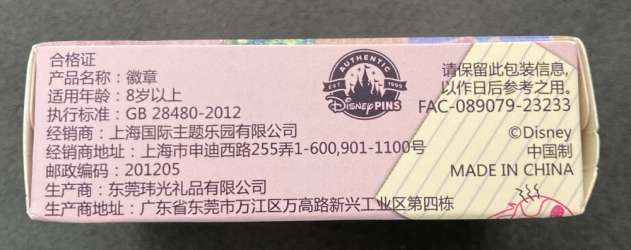 合格证
产品名称：徽章
适用年龄：8岁以上
执行标准：GB 28480-2012
经销商：上海国际主题乐园有限公司
经销商地址：上海市申迪西路255弄1-600,901-1100号
邮政编码：201205
生产商：东莞玮光礼品有限公司
生产商地址：广东省东莞市万江区万高路新兴工业区第四栋
AUTHENTIC
EST 1995
Disney PINS
请保留此包装信息,
以作日后参考之用。
FAC-089079-23233
©Disney
中国制
MADE IN CHINA